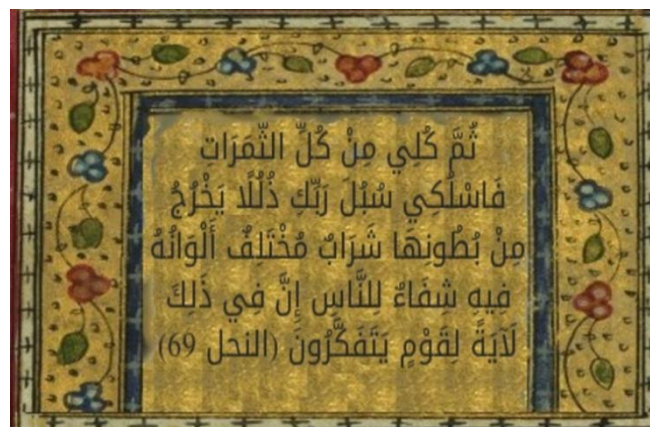 ثُمَّ كُلِي مِنْ كُلِّ الثَّمَرَاتِ
فَاسْلُكِي سُبُلَ رَبِّكِ ذُلُلًا يَخْرُجُ
مِنْ بُطُونِهَا شَرَابٌ مُخْتَلِفٌ أَلْوَانُهُ
فِيهِ شِفَاءٌ لِلنَّاسِ إِنَّ فِي ذَلِكَ
لَآيَةً لِقَوْمٍ يَتَفَكَّرُونَ (النحل 69)